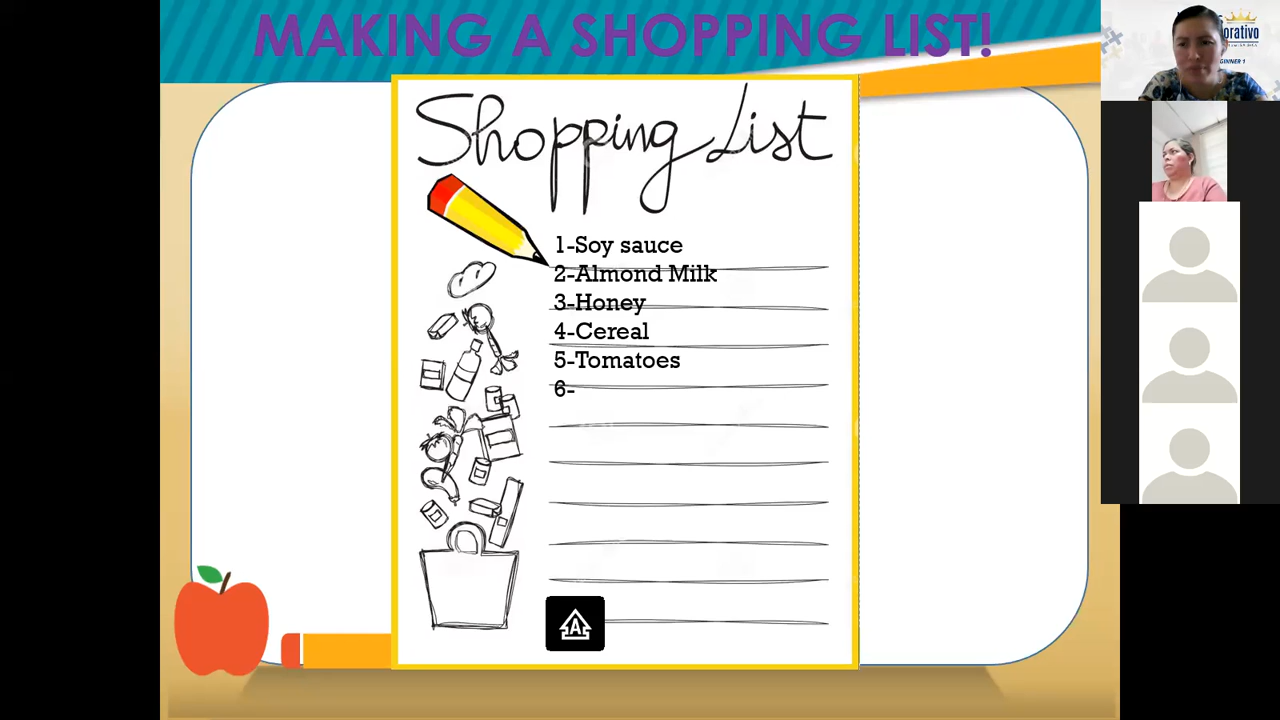 MAKING A SHOPPING LIST!
Shopping List
1-Soy sauce
2-Almond Milk
3-Honey
4-Cereal
5-Tomatoes
6-
A